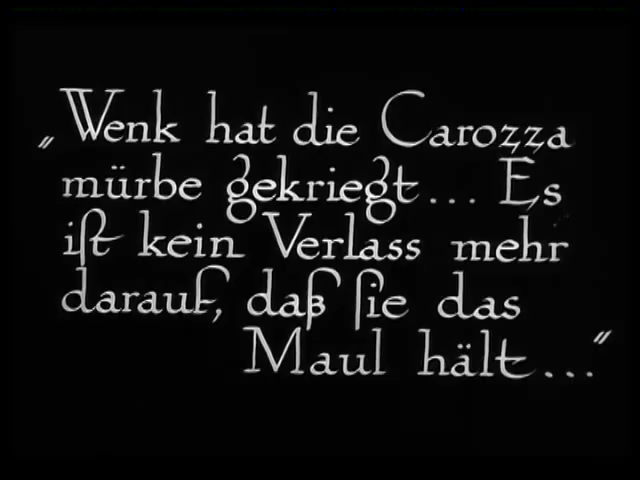 „Wenk hat die Carozza
mürbe gekriegt... Es
iſt kein Verlass mehr
darauf, daß ſie das
Maul hält..."